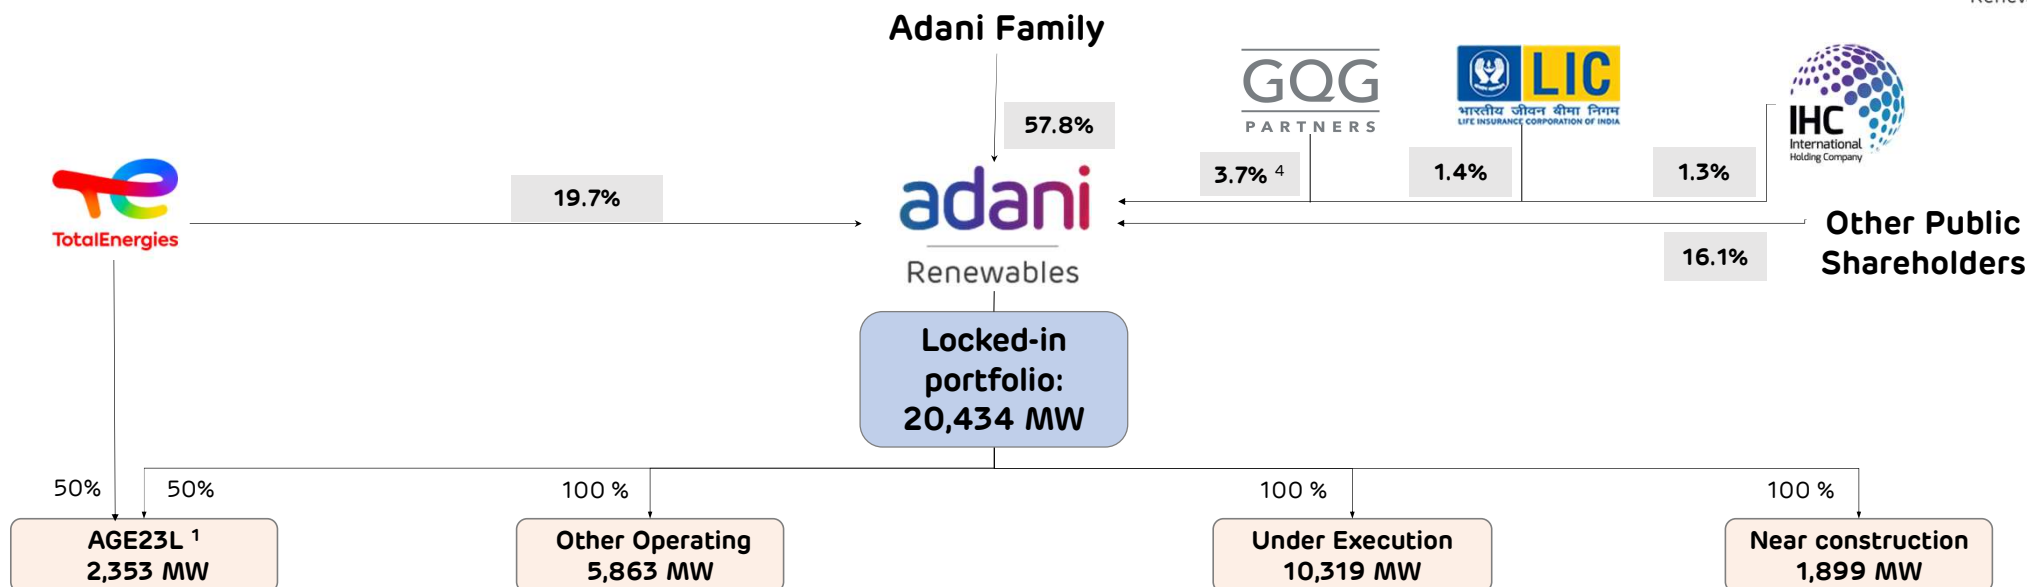 Renew
Adani Family
57.8%
GQG
PARTNERS
3.7% 4
LIC
भारतीय जीवन बीमा निगम
LIFE INSURANCE CORPORATION OF INDIA
1.4%
IHC
International
Holding Company
1.3%
TotalEnergies
19.7%
adani
Renewables
Other Public
Shareholders
16.1%
Locked-in
portfolio:
20,434 MW
50%
50%
100 %
100 %
100 %
AGE23L 1
2,353 MW
Other Operating
5,863 MW
Under Execution
10,319 MW
Near construction
1,899 MW